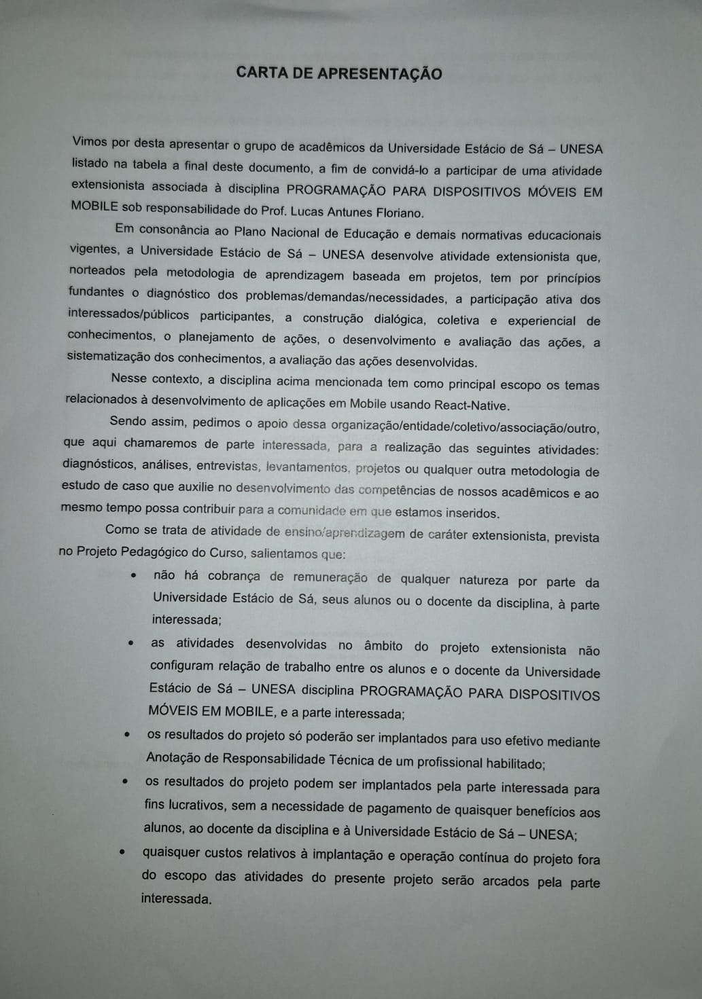 CARTA DE APRESENTAÇÃO
Vimos por desta apresentar o grupo de acadêmicos da Universidade Estácio de Sá – UNESA
listado na tabela a final deste documento, a fim de convidá-lo a participar de uma atividade
extensionista associada à disciplina PROGRAMAÇÃO PARA DISPOSITIVOS MÓVEIS EM
MOBILE sob responsabilidade do Prof. Lucas Antunes Floriano.
Em consonância ao Plano Nacional de Educação e demais normativas educacionais
vigentes, a Universidade Estácio de Sá – UNESA desenvolve atividade extensionista que,
norteados pela metodologia de aprendizagem baseada em projetos, tem por princípios
fundantes o diagnóstico dos problemas/demandas/necessidades, a participação ativa dos
interessados/públicos participantes, a construção dialógica, coletiva e experiencial de
conhecimentos, o planejamento de ações, o desenvolvimento e avaliação das ações, a
sistematização dos conhecimentos, a avaliação das ações desenvolvidas.
Nesse contexto, a disciplina acima mencionada tem como principal escopo os temas
relacionados à desenvolvimento de aplicações em Mobile usando React-Native.
Sendo assim, pedimos o apoio dessa organização/entidade/coletivo/associação/outro,
que aqui chamaremos de parte interessada, para a realização das seguintes atividades:
diagnósticos, análises, entrevistas, levantamentos, projetos ou qualquer outra metodologia de
estudo de caso que auxilie no desenvolvimento das competências de nossos acadêmicos e ao
mesmo tempo possa contribuir para a comunidade em que estamos inseridos.
Como se trata de atividade de ensino/aprendizagem de caráter extensionista, prevista
no Projeto Pedagógico do Curso, salientamos que:
• não há cobrança de remuneração de qualquer natureza por parte da
Universidade Estácio de Sá, seus alunos ou o docente da disciplina, à parte
interessada;
• as atividades desenvolvidas no âmbito do projeto extensionista não
configuram relação de trabalho entre os alunos e o docente da Universidade
Estácio de Sá – UNESA disciplina PROGRAMAÇÃO PARA DISPOSITIVOS
MÓVEIS EM MOBILE, e a parte interessada;
• os resultados do projeto só poderão ser implantados para uso efetivo mediante
Anotação de Responsabilidade Técnica de um profissional habilitado;
• os resultados do projeto podem ser implantados pela parte interessada para
fins lucrativos, sem a necessidade de pagamento de quaisquer benefícios aos
alunos, ao docente da disciplina e à Universidade Estácio de Sá – UNESA;
• quaisquer custos relativos à implantação e operação contínua do projeto fora
do escopo das atividades do presente projeto serão arcados pela parte
interessada.